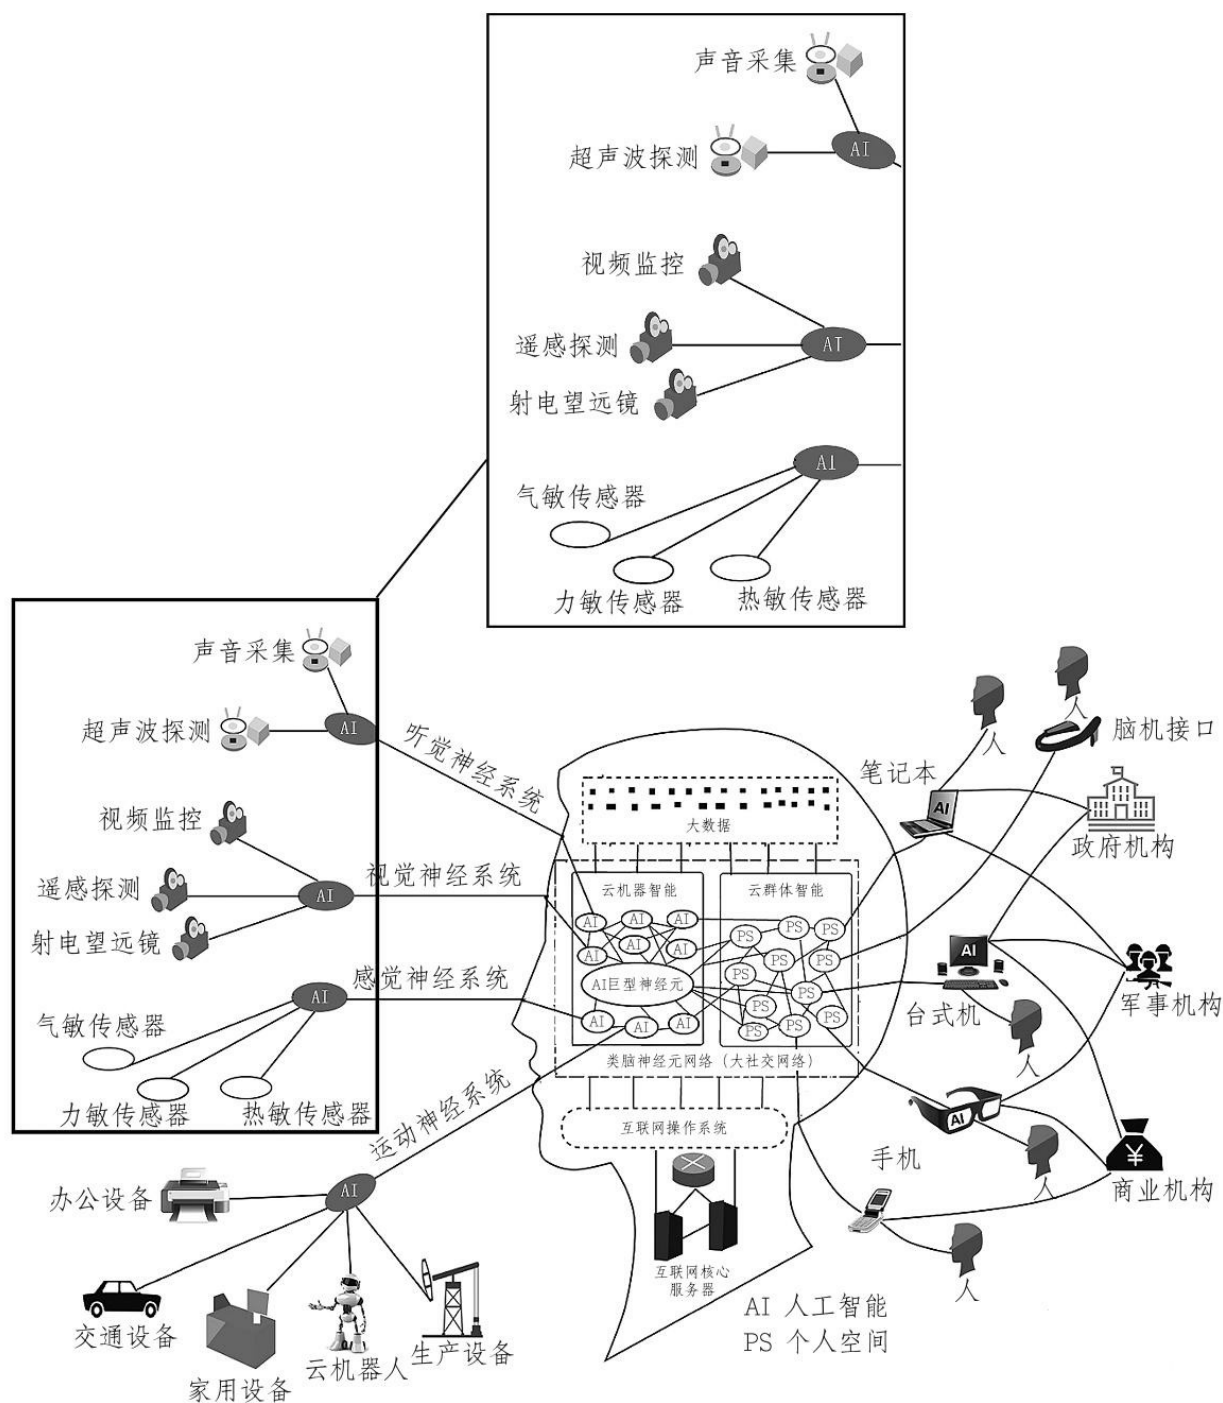 声音采集
AI
超声波探测
视频监控
AI
遥感探测
射电望远镜
AI
气敏传感器
力敏传感器
热敏传感器
声音采集
超声波探测
AI
听觉神经系统
视频监控
遥感探测
AI
视觉神经系统
射电望远镜
感觉神经系统
AI
气敏传感器
力敏传感器
热敏传感器
运动神经系统
办公设备
AI
交通设备
家用设备
云机器人
生产设备
大数据
云机器智能
云群体智能
AI
AI
AI
AI
AI
AI
AI巨型神经元
AI
AI
AI
PS
PS
PS
PS
PS
PS
PS
PS
PS
PS
PS
类脑神经元网络（大社交网络）
互联网操作系统
互联网核心
服务器
AI 人工智能
PS 个人空间
人
人
脑机接口
笔记本
AI
政府机构
AI
台式机
人
军事机构
AI
手机
人
¥
商业机构
人